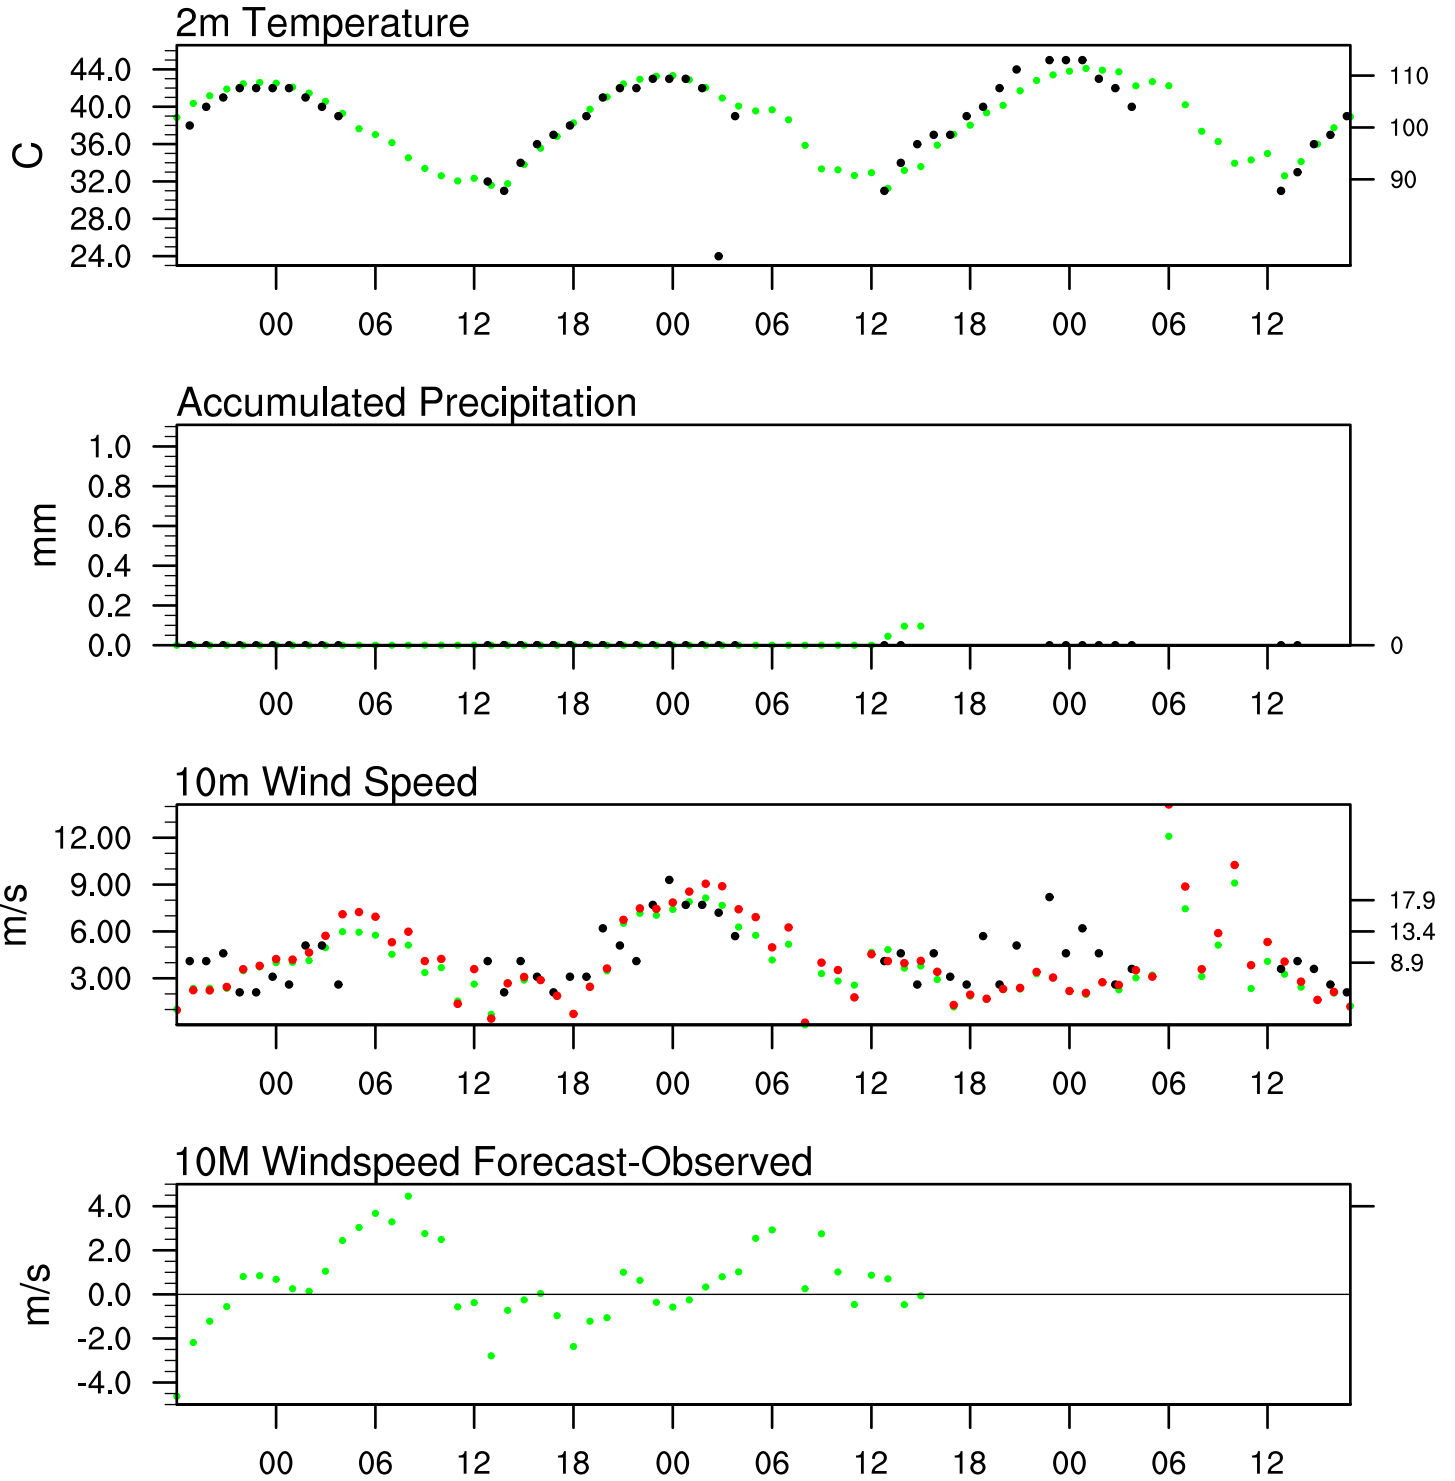 2m Temperature
44.0
40.0
36.0
32.0
28.0
24.0
C
110
100
90
00 06 12 18 00 06 12 18 00 06 12
Accumulated Precipitation
1.0
0.8
0.6
0.4
0.2
0.0
mm
0
00 06 12 18 00 06 12 18 00 06 12
10m Wind Speed
12.00
9.00
6.00
3.00
m/s
17.9
13.4
8.9
00 06 12 18 00 06 12 18 00 06 12
10M Windspeed Forecast-Observed
4.0
2.0
0.0
-2.0
-4.0
m/s
00 06 12 18 00 06 12 18 00 06 12